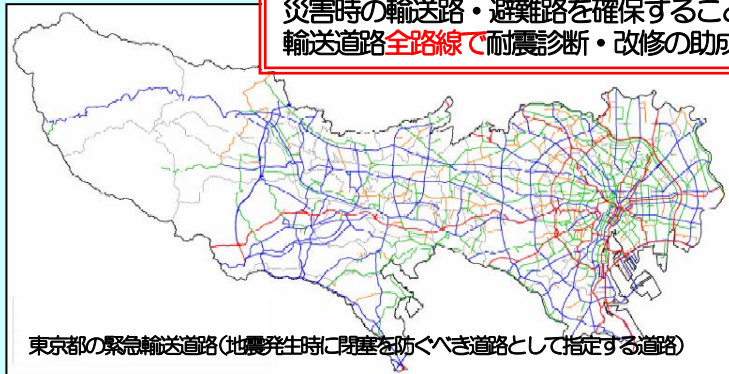 災害時の輸送路・避難路を確保すること
輸送道路全路線で耐震診断・改修の助成
東京都の緊急輸送道路(地震発生時に閉塞を防ぐべき道路として指定する道路)